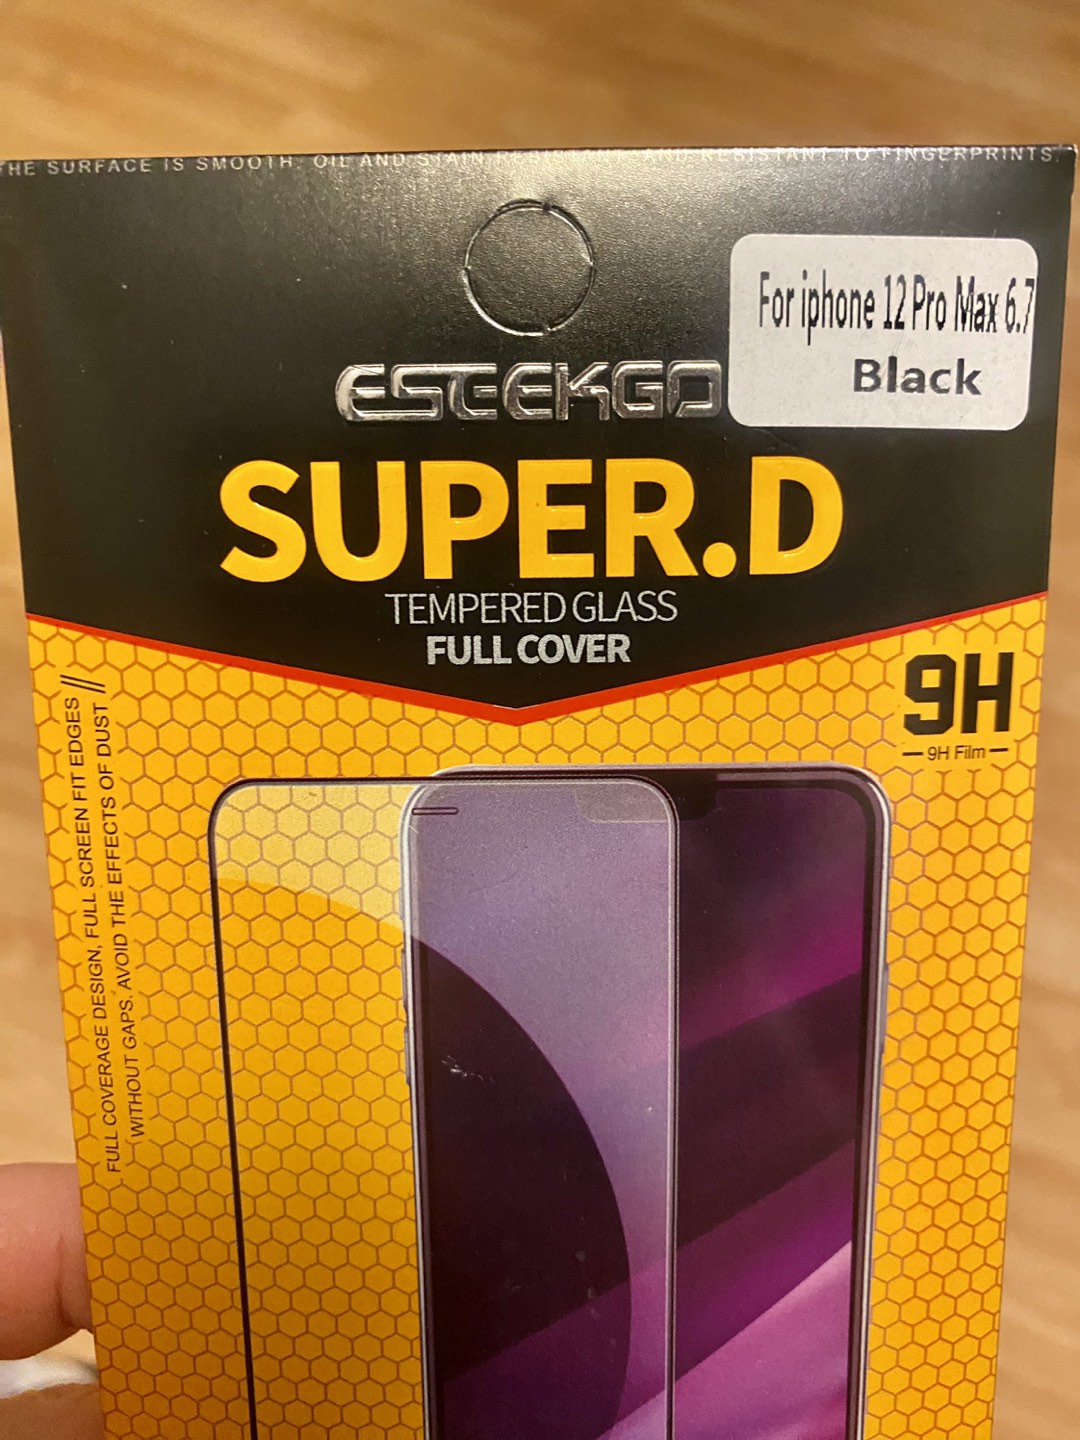 THE SURFACE IS SMOOTH. OIL AND STAIN RESISTANT AND RESISTANT TO FINGERPRINTS.
For iphone 12 Pro Max 6.7
Black
ESEEKGO
SUPER.D
TEMPERED GLASS
FULL COVER
9H
9H Film
FULL COVERAGE DESIGN, FULL SCREEN FIT EDGES //
WITHOUT GAPS. AVOID THE EFFECTS OF DUST